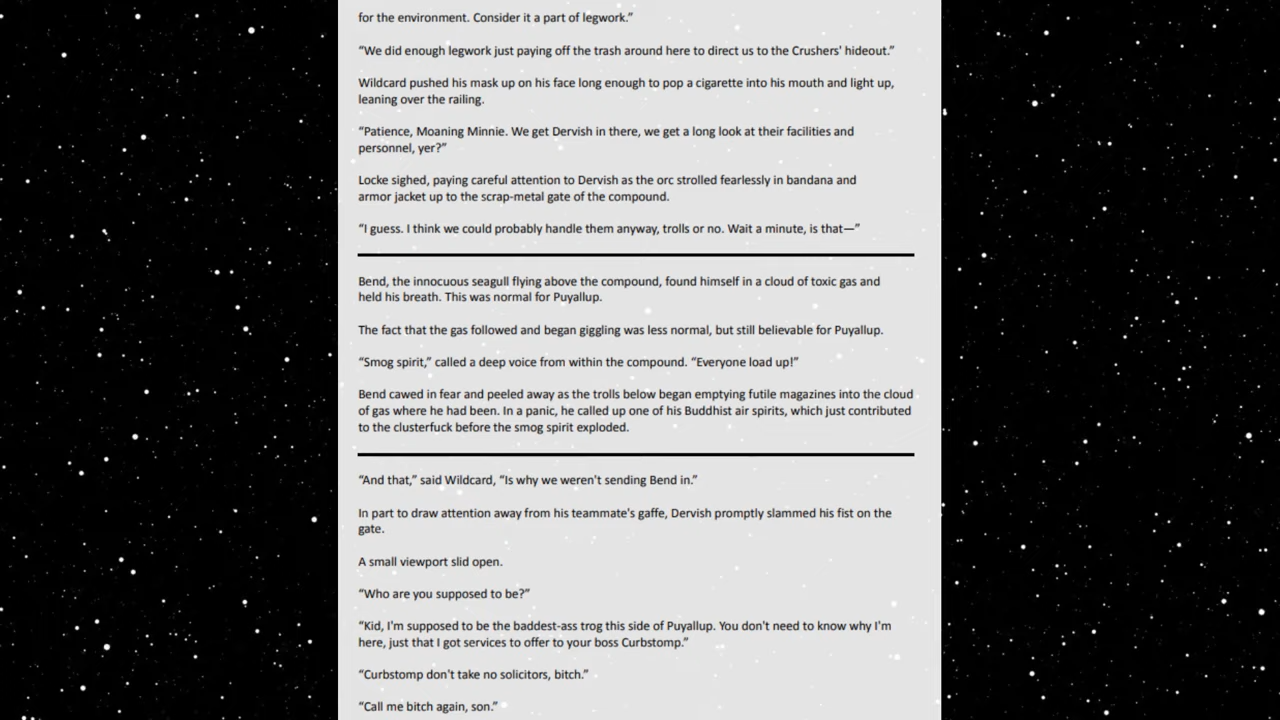 for the environment. Consider it a part of legwork.”
“We did enough legwork just paying off the trash around here to direct us to the Crushers' hideout.”
Wildcard pushed his mask up on his face long enough to pop a cigarette into his mouth and light up,
leaning over the railing.
“Patience, Moaning Minnie. We get Dervish in there, we get a long look at their facilities and
personnel, yer?”
Locke sighed, paying careful attention to Dervish as the orc strolled fearlessly in bandana and
armor jacket up to the scrap-metal gate of the compound.
“I guess. I think we could probably handle them anyway, trolls or no. Wait a minute, is that—”
Bend, the innocuous seagull flying above the compound, found himself in a cloud of toxic gas and
held his breath. This was normal for Puyallup.
The fact that the gas followed and began giggling was less normal, but still believable for Puyallup.
“Smog spirit,” called a deep voice from within the compound. “Everyone load up!”
Bend cawed in fear and peeled away as the trolls below began emptying futile magazines into the cloud
of gas where he had been. In a panic, he called up one of his Buddhist air spirits, which just contributed
to the clusterfuck before the smog spirit exploded.
“And that,” said Wildcard, “Is why we weren't sending Bend in.”
In part to draw attention away from his teammate's gaffe, Dervish promptly slammed his fist on the
gate.
A small viewport slid open.
“Who are you supposed to be?”
“Kid, I'm supposed to be the baddest-ass trog this side of Puyallup. You don't need to know why I'm
here, just that I got services to offer to your boss Curbstomp.”
“Curbstomp don't take no solicitors, bitch.”
“Call me bitch again, son.”